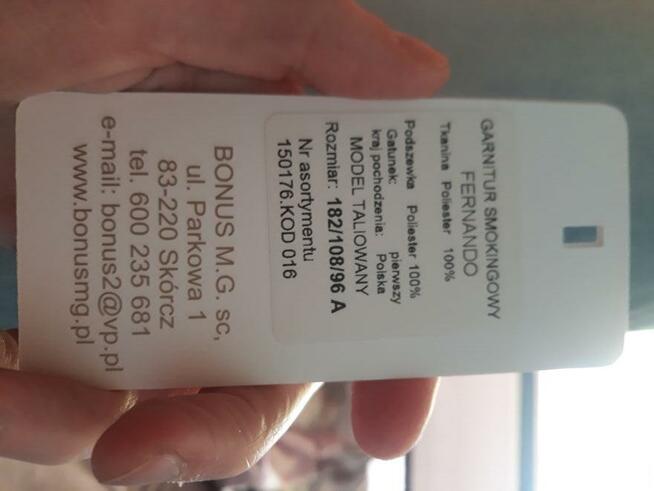 GARNITUR SMOKINGOWY
FERNANDO
Tkanina Poliester 100%
Podszewka Poliester 100%
Gatunek: pierwszy
kraj pochodzenia: Polska
MODEL TALIOWANY
Rozmiar: 182/108/96 A
Nr asortymentu
150176.KOD 016
BONUS M.G. sc,
ul. Parkowa 1
83-220 Skórcz
tel. 600 235 681
e-mail: bonus2@vp.pl
www.bonusmg.pl